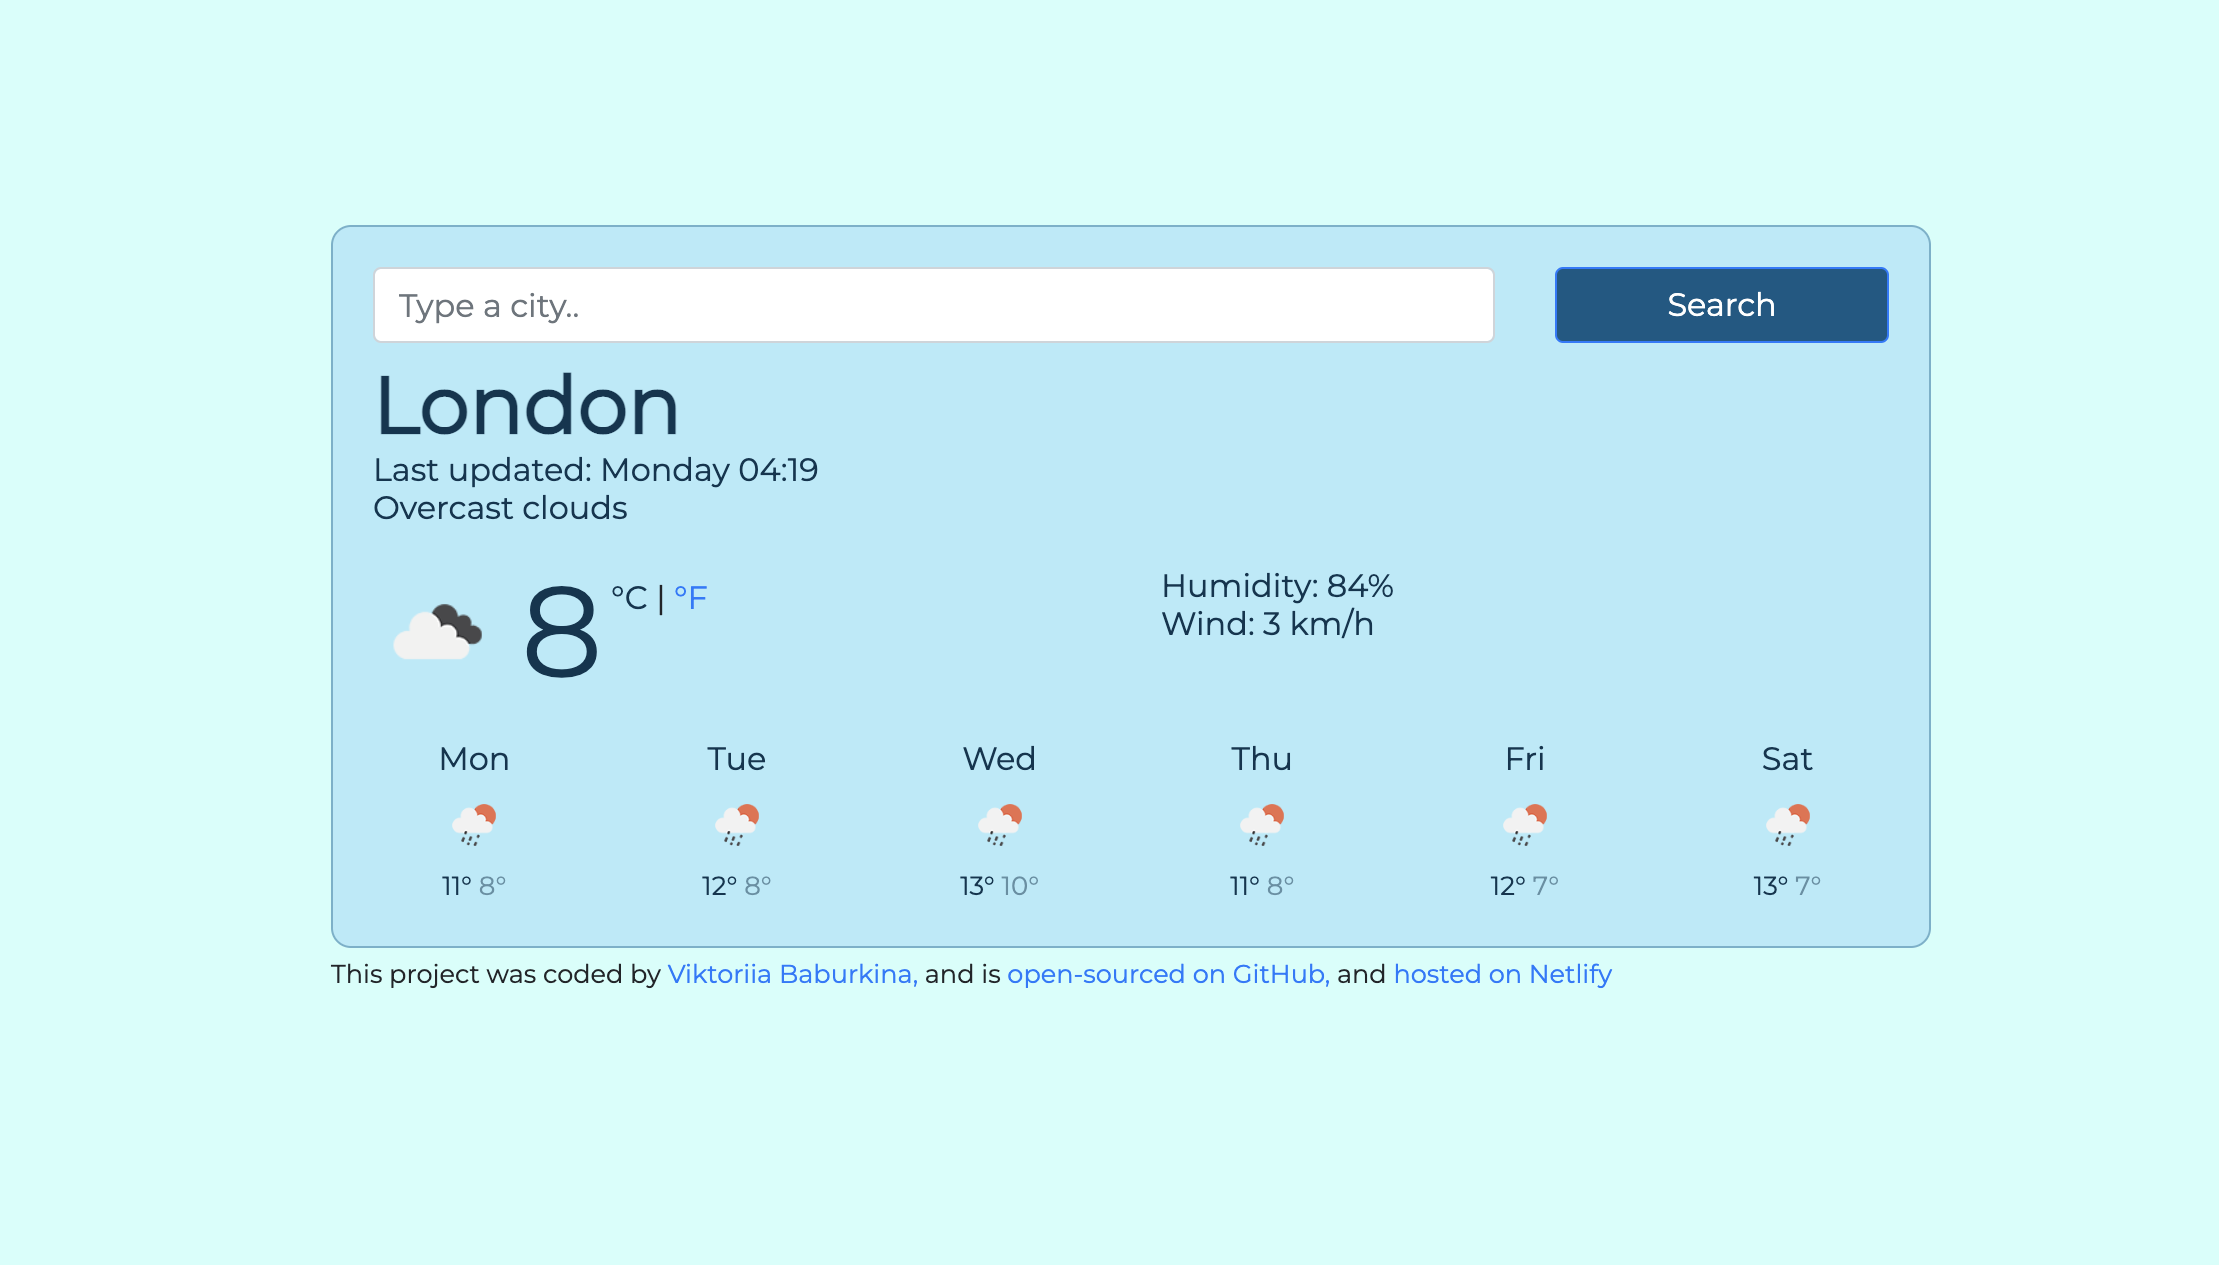 Type a city..
Search
London
Last updated: Monday 04:19
Overcast clouds
8 °C | °F
Humidity: 84%
Wind: 3 km/h
Mon Tue Wed Thu Fri Sat
11° 8° 12° 8° 13° 10° 11° 8° 12° 7° 13° 7°
This project was coded by Viktoriia Baburkina, and is open-sourced on GitHub, and hosted on Netlify